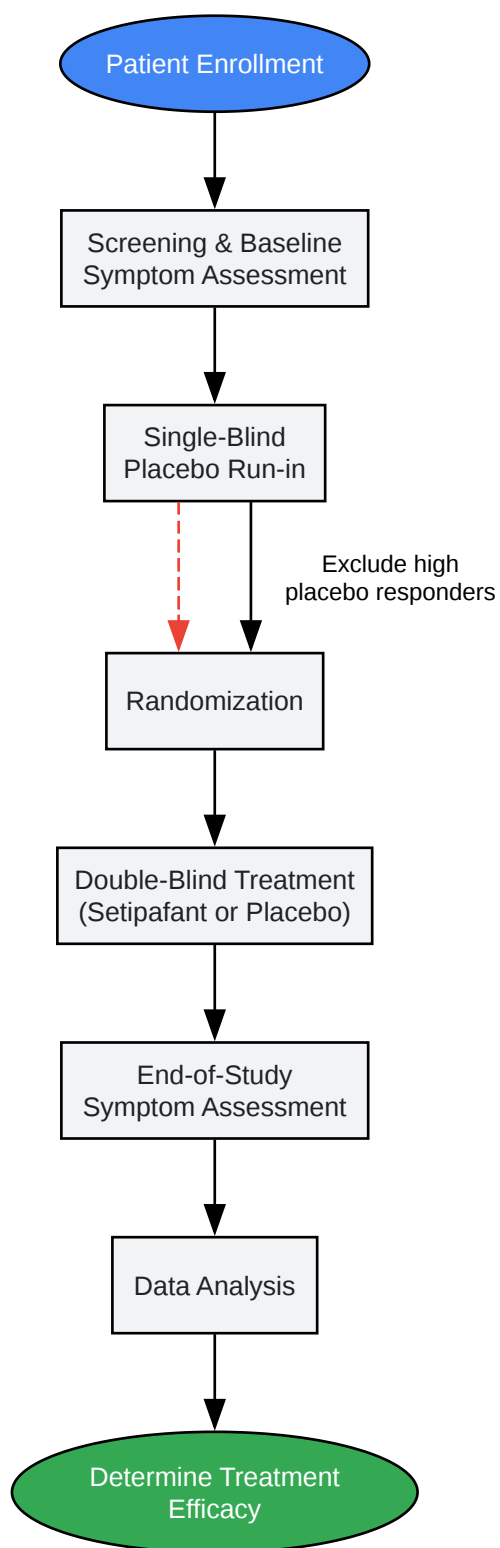 Patient Enrollment
Screening & Baseline
Symptom Assessment
Single-Blind
Placebo Run-in
Exclude high
placebo responders
Randomization
Double-Blind Treatment
(Setipafant or Placebo)
End-of-Study
Symptom Assessment
Data Analysis
Determine Treatment
Efficacy